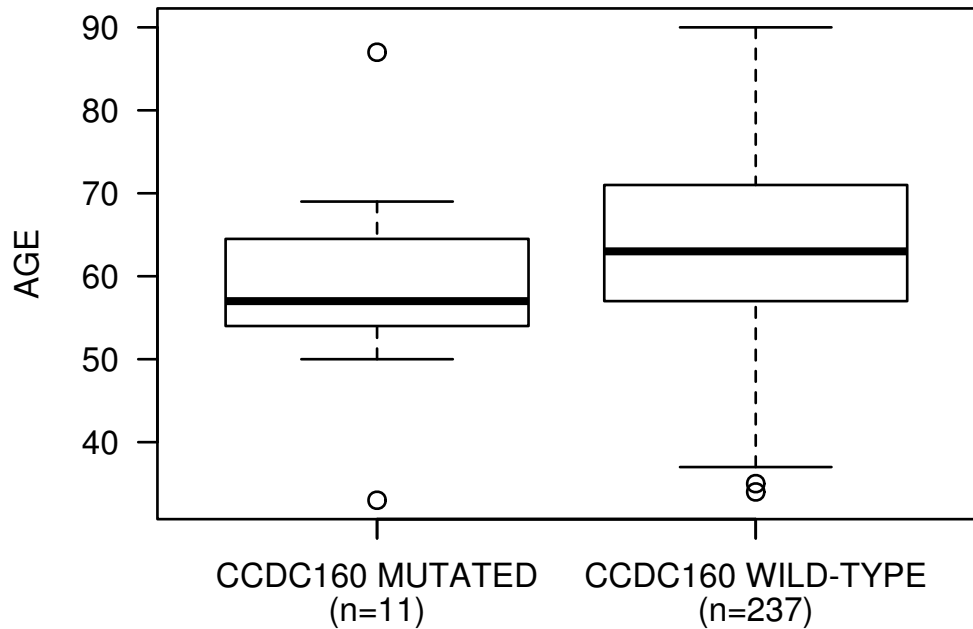 90
80
70
60
50
40
AGE
CCDC160 MUTATED
(n=11)
CCDC160 WILD-TYPE
(n=237)